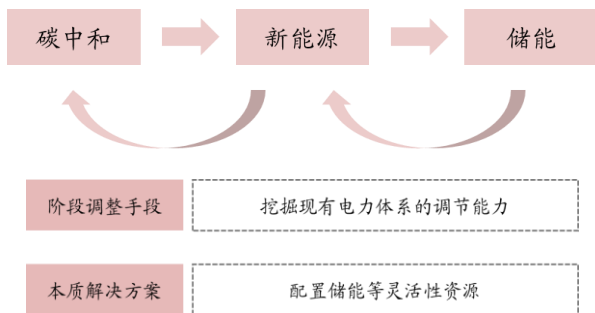 碳中和
新能源
储能
阶段调整手段
挖掘现有电力体系的调节能力
本质解决方案
配置储能等灵活性资源